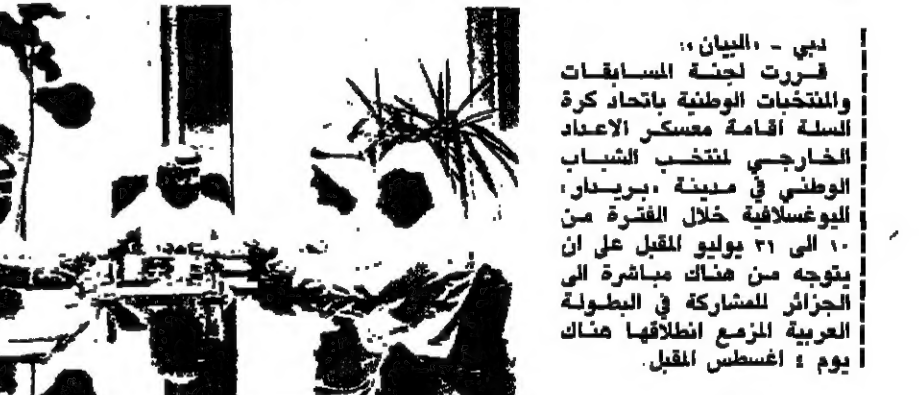 دبي - «البيان»:
قررت لجنة المسابقات
والمنتخبات الوطنية باتحاد كرة
السلة اقامة معسكر الاعداد
الخارجي لمنتخب الشباب
الوطني في مدينة «بريدار»
اليوغسلافية خلال الفترة من
١٠ الى ٣١ يوليو المقبل على ان
يتوجه من هناك مباشرة الى
الجزائر للمشاركة في البطولة
العربية المزمع انطلاقها هناك
يوم ٤ اغسطس المقبل.